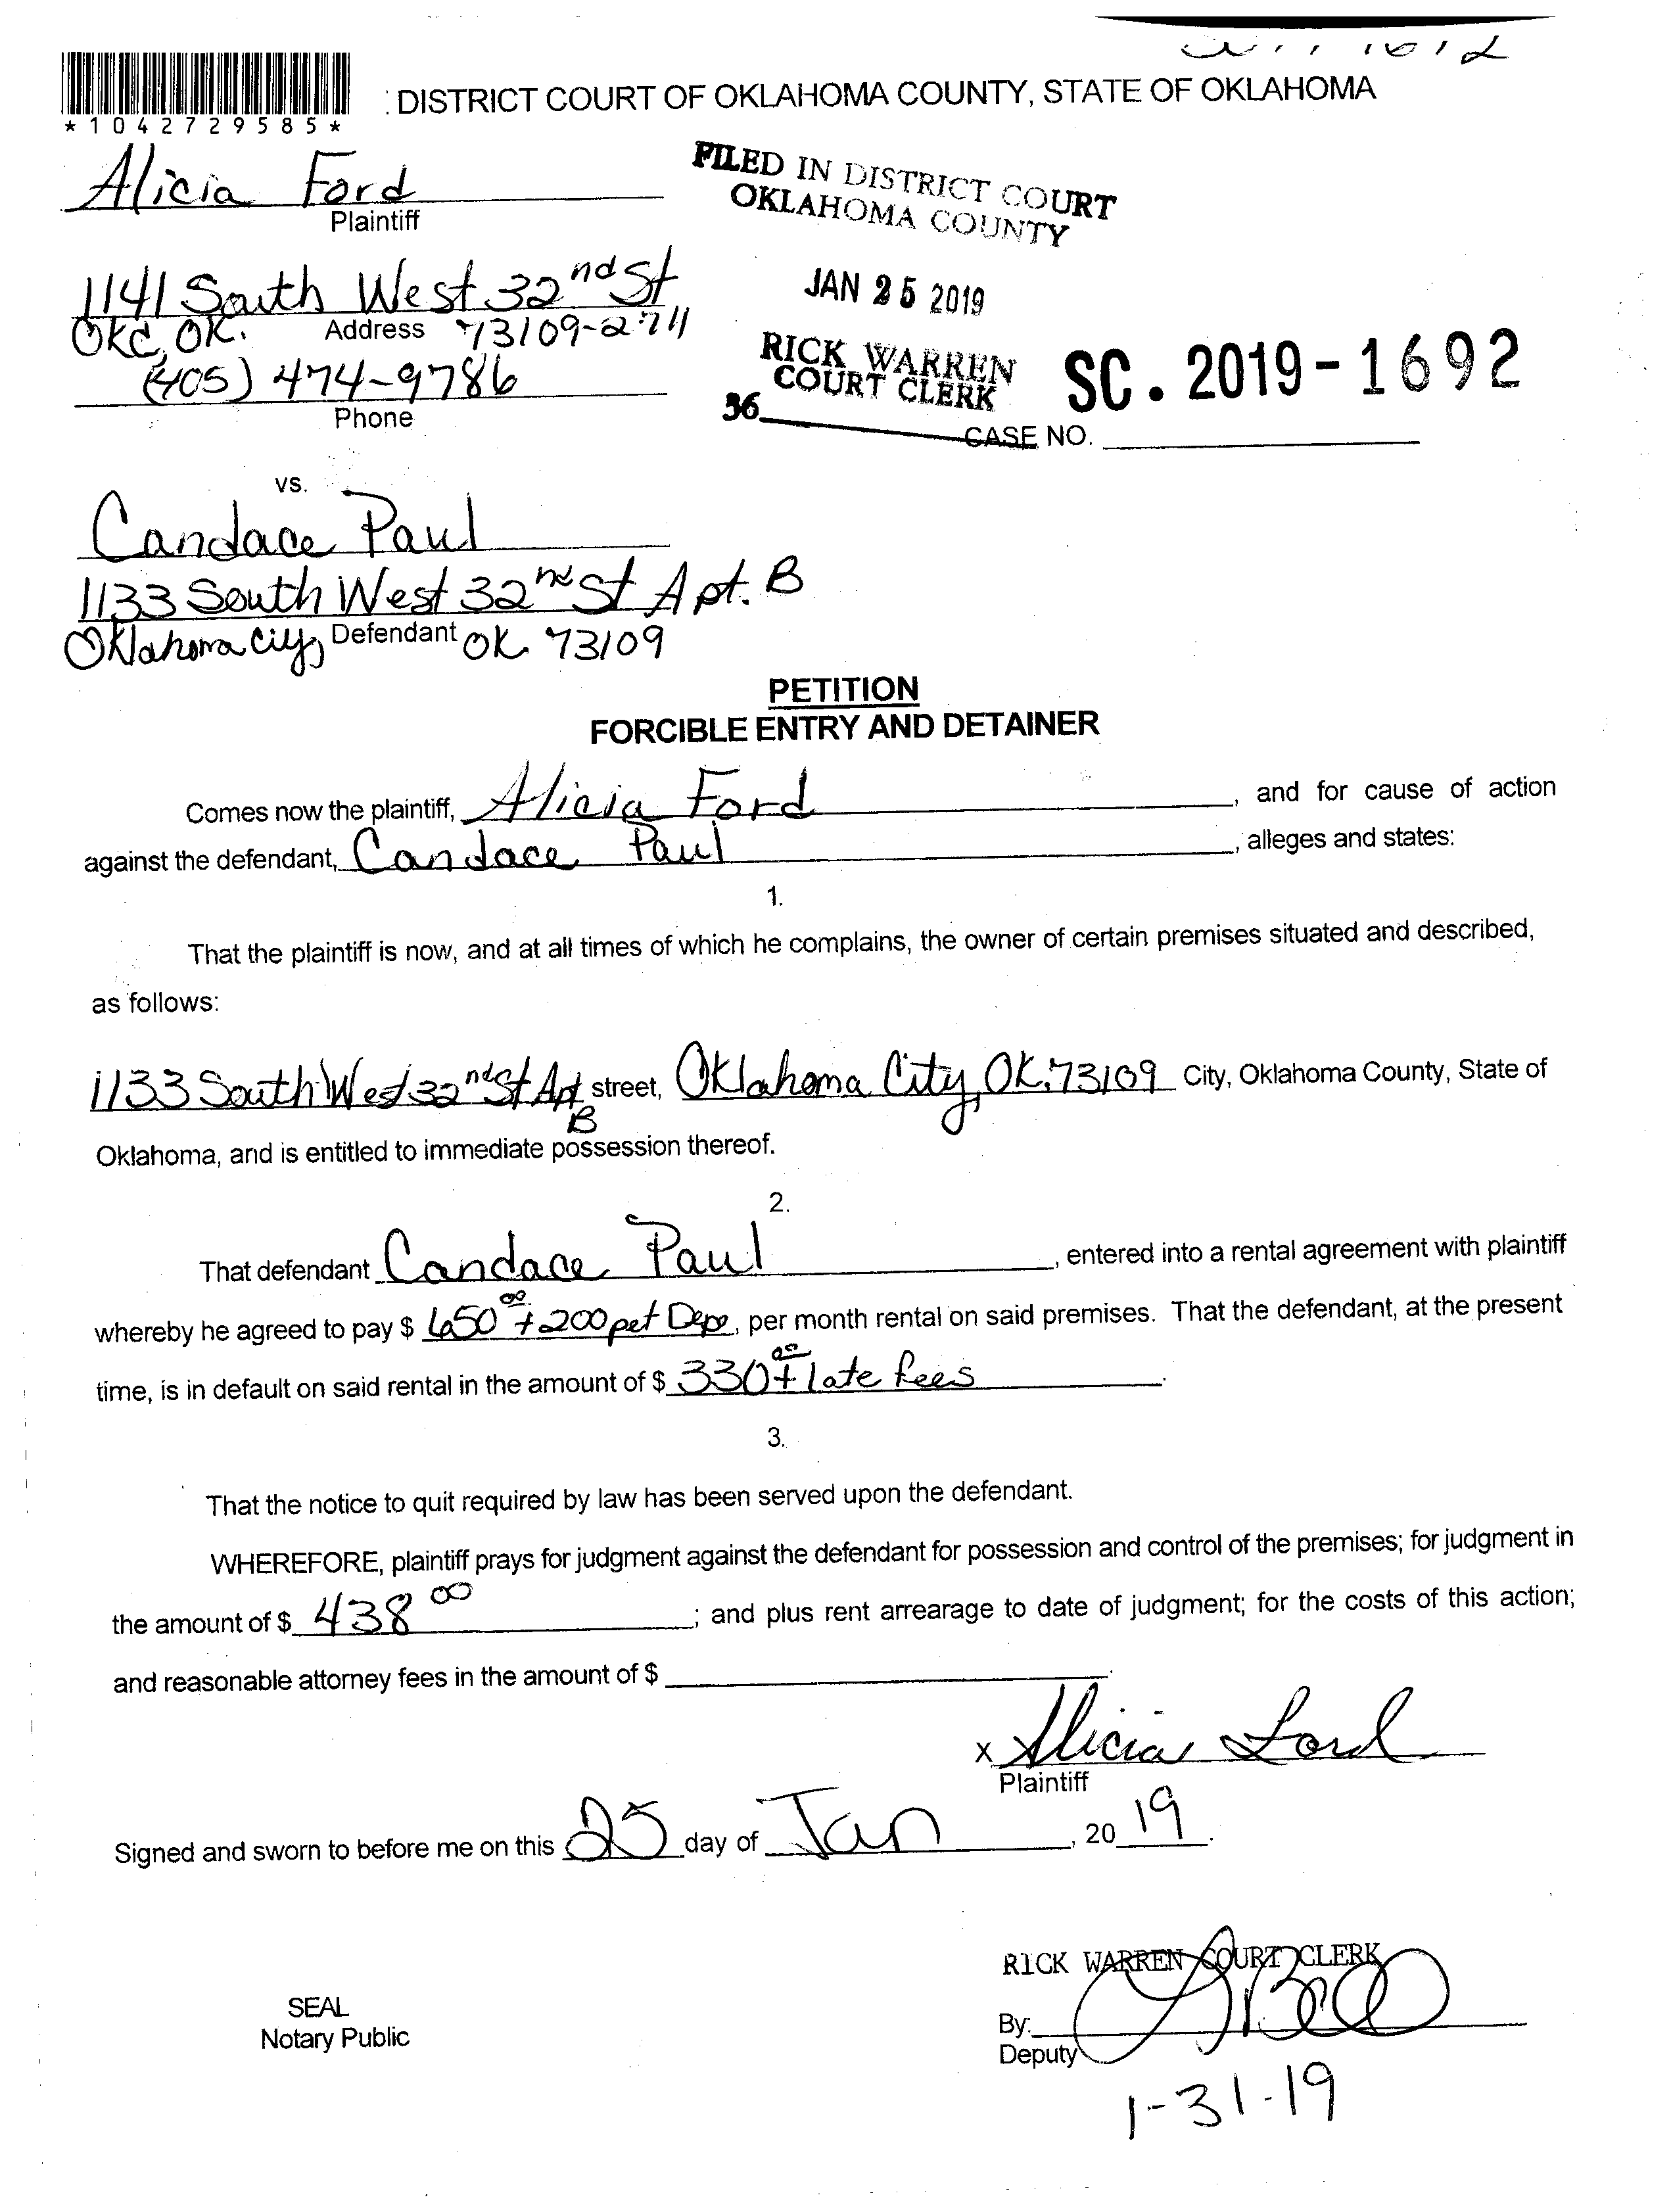 : DISTRICT COURT OF OKLAHOMA COUNTY, STATE OF OKLAHOMA
*1042729585*
Alicia Ford
Plaintiff
FILED IN DISTRICT COURT
OKLAHOMA COUNTY
JAN 25 2019
RICK WARREN
COURT CLERK
36
1141 South West 32nd St
OKC, OK. Address 73109-2711
(405) 474-9786
Phone
SC. 2019-1692
CASE NO.
vs.
Candace Paul
1133 South West 32nd St Apt. B
Oklahoma City, Defendant OK. 73109
PETITION
FORCIBLE ENTRY AND DETAINER
Comes now the plaintiff, Alicia Ford, and for cause of action
against the defendant, Candace Paul, alleges and states:
1.
That the plaintiff is now, and at all times of which he complains, the owner of certain premises situated and described,
as follows:
1133 South West 32nd St Apt street, Oklahoma City, OK. 73109 City, Oklahoma County, State of
B
Oklahoma, and is entitled to immediate possession thereof.
2.
That defendant Candace Paul, entered into a rental agreement with plaintiff
whereby he agreed to pay $ 650 00 + 200 pet Depo, per month rental on said premises. That the defendant, at the present
time, is in default on said rental in the amount of $ 330 00 + late fees.
3.
That the notice to quit required by law has been served upon the defendant.
WHEREFORE, plaintiff prays for judgment against the defendant for possession and control of the premises; for judgment in
the amount of $ 438 00; and plus rent arrearage to date of judgment; for the costs of this action;
and reasonable attorney fees in the amount of $
x Alicia Ford
Plaintiff
Signed and sworn to before me on this 25 day of Jan, 20 19.
RICK WARREN COURT CLERK
SEAL
Notary Public
By:
Deputy
1-31-19